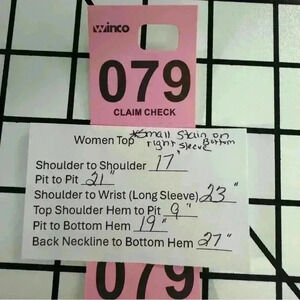 winco
079
CLAIM CHECK
Women Top *Small Stain on
right sleeve Bottom
Shoulder to Shoulder 17"
Pit to Pit 21"
Shoulder to Wrist (Long Sleeve) 23"
Top Shoulder Hem to Pit 9"
Pit to Bottom Hem 19"
Back Neckline to Bottom Hem 27"
079